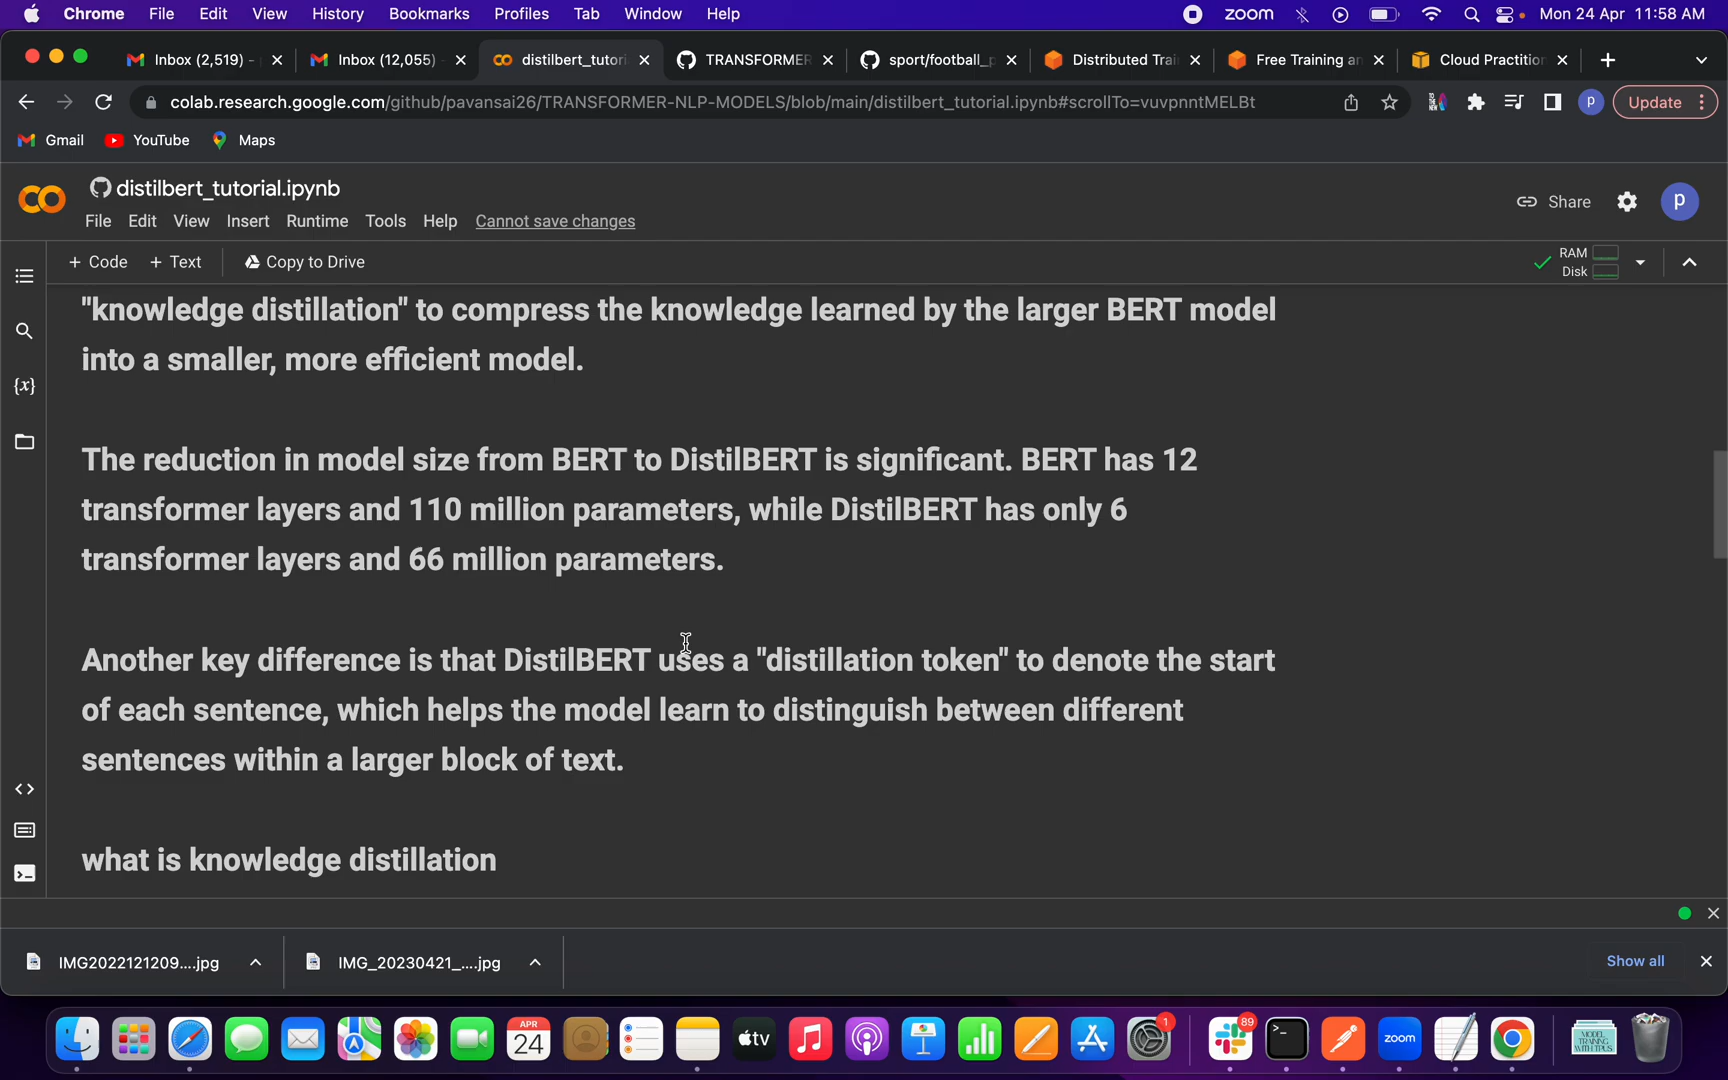 Chrome File Edit View History Bookmarks Profiles Tab Window Help zoom Mon 24 Apr 11:58 AM
Inbox (2,519) - Inbox (12,055) distilbert_tutori TRANSFORMER sport/football_p Distributed Trai Free Training an Cloud Practition
colab.research.google.com/github/pavansai26/TRANSFORMER-NLP-MODELS/blob/main/distilbert_tutorial.ipynb#scrollTo=vuvpnntMELBt p Update
Gmail YouTube Maps
distilbert_tutorial.ipynb
File Edit View Insert Runtime Tools Help Cannot save changes Share p
+ Code + Text Copy to Drive RAM
Disk
"knowledge distillation" to compress the knowledge learned by the larger BERT model
into a smaller, more efficient model.
The reduction in model size from BERT to DistilBERT is significant. BERT has 12
transformer layers and 110 million parameters, while DistilBERT has only 6
transformer layers and 66 million parameters.
Another key difference is that DistilBERT uses a "distillation token" to denote the start
of each sentence, which helps the model learn to distinguish between different
sentences within a larger block of text.
what is knowledge distillation
IMG2022121209....jpg IMG_20230421_....jpg Show all
APR
24
tv
1
89
zoom
MODEL
TRAINING
WITH TPUS